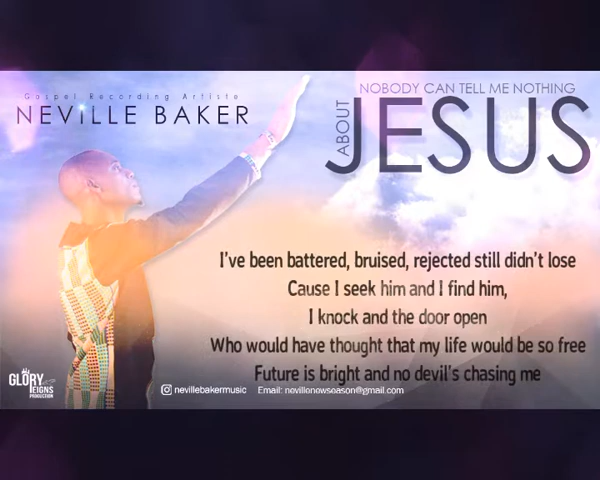 Gospel Recording Artiste
NEVILLE BAKER
NOBODY CAN TELL ME NOTHING
ABOUT
JESUS
I've been battered, bruised, rejected still didn't lose
Cause I seek him and I find him,
I knock and the door open
Who would have thought that my life would be so free
Future is bright and no devil's chasing me
His
GLORY
REIGNS
PRODUCTION
nevillebakermusic Email: nevillenewseason@gmail.com